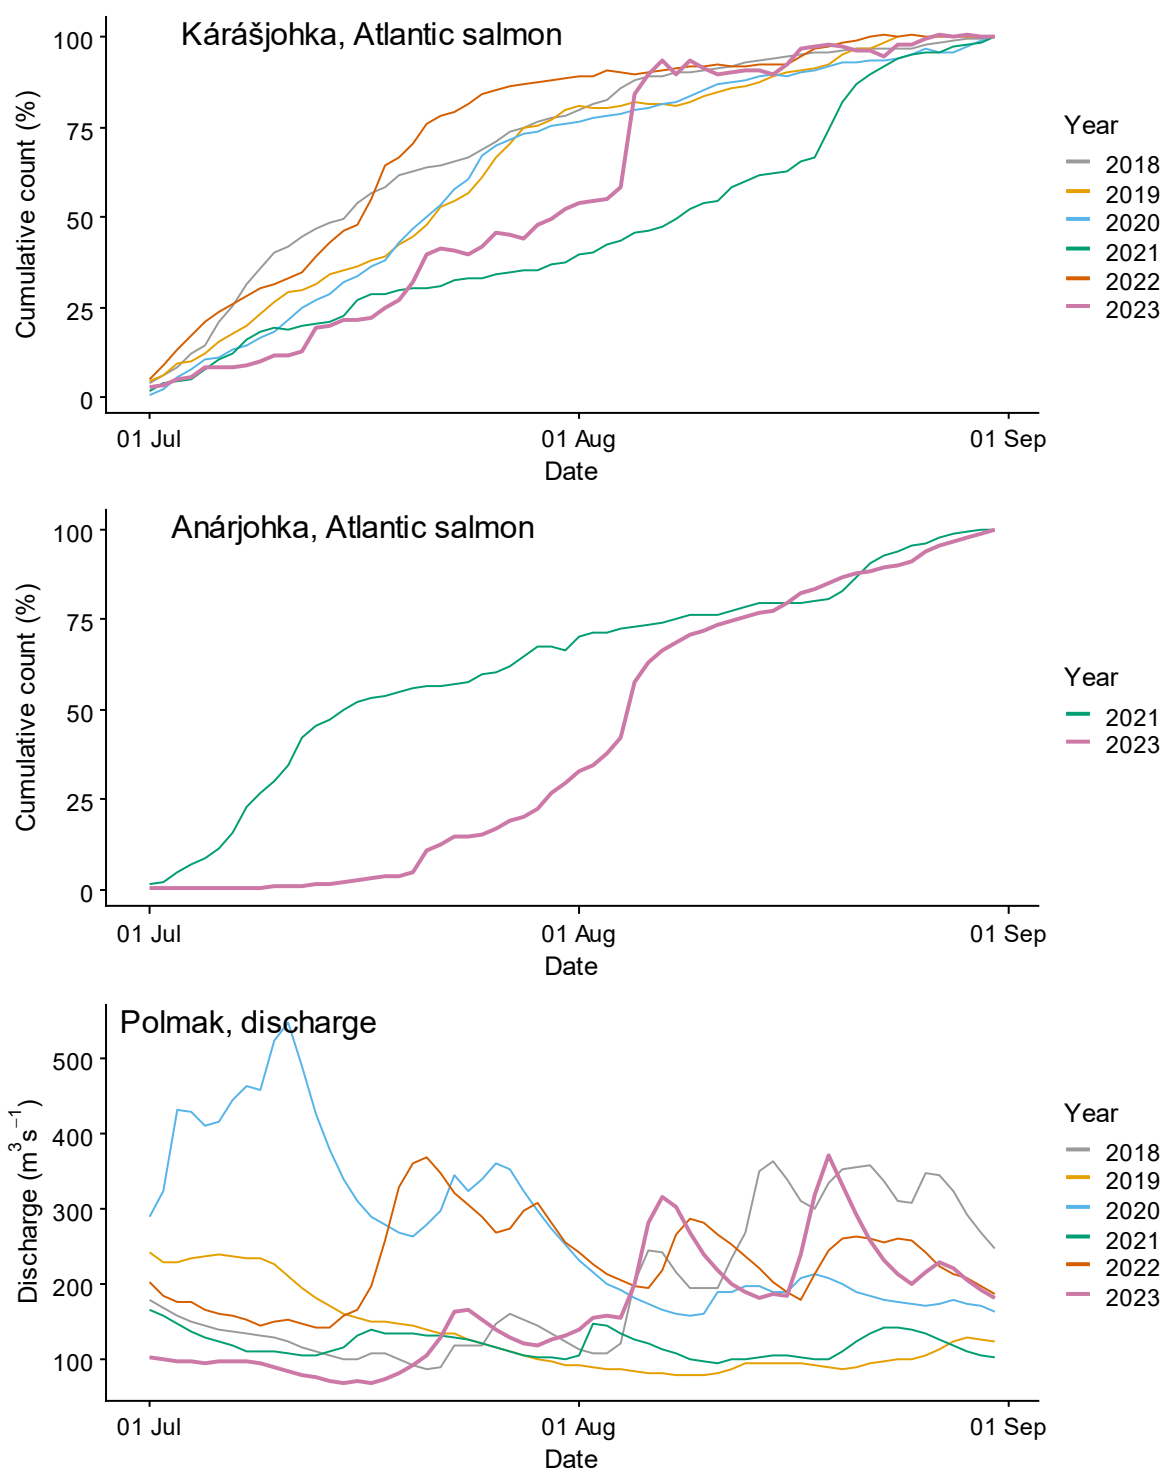 Kárášjohka, Atlantic salmon
Cumulative count (%)
100
75
50
25
0
01 Jul
01 Aug
01 Sep
Date
Year
2018
2019
2020
2021
2022
2023
Anárjohka, Atlantic salmon
Cumulative count (%)
100
75
50
25
0
01 Jul
01 Aug
01 Sep
Date
Year
2021
2023
Polmak, discharge
Discharge (m³s⁻¹)
500
400
300
200
100
01 Jul
01 Aug
01 Sep
Date
Year
2018
2019
2020
2021
2022
2023